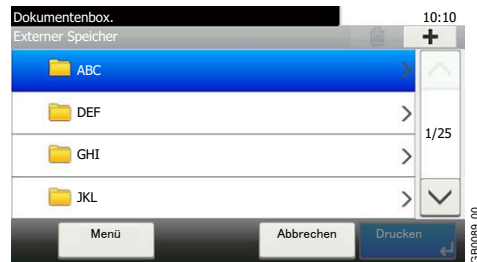 Dokumentenbox. 10:10
Externer Speicher
ABC
DEF
GHI
JKL
1/25
Menü Abbrechen Drucken
GB0089_00